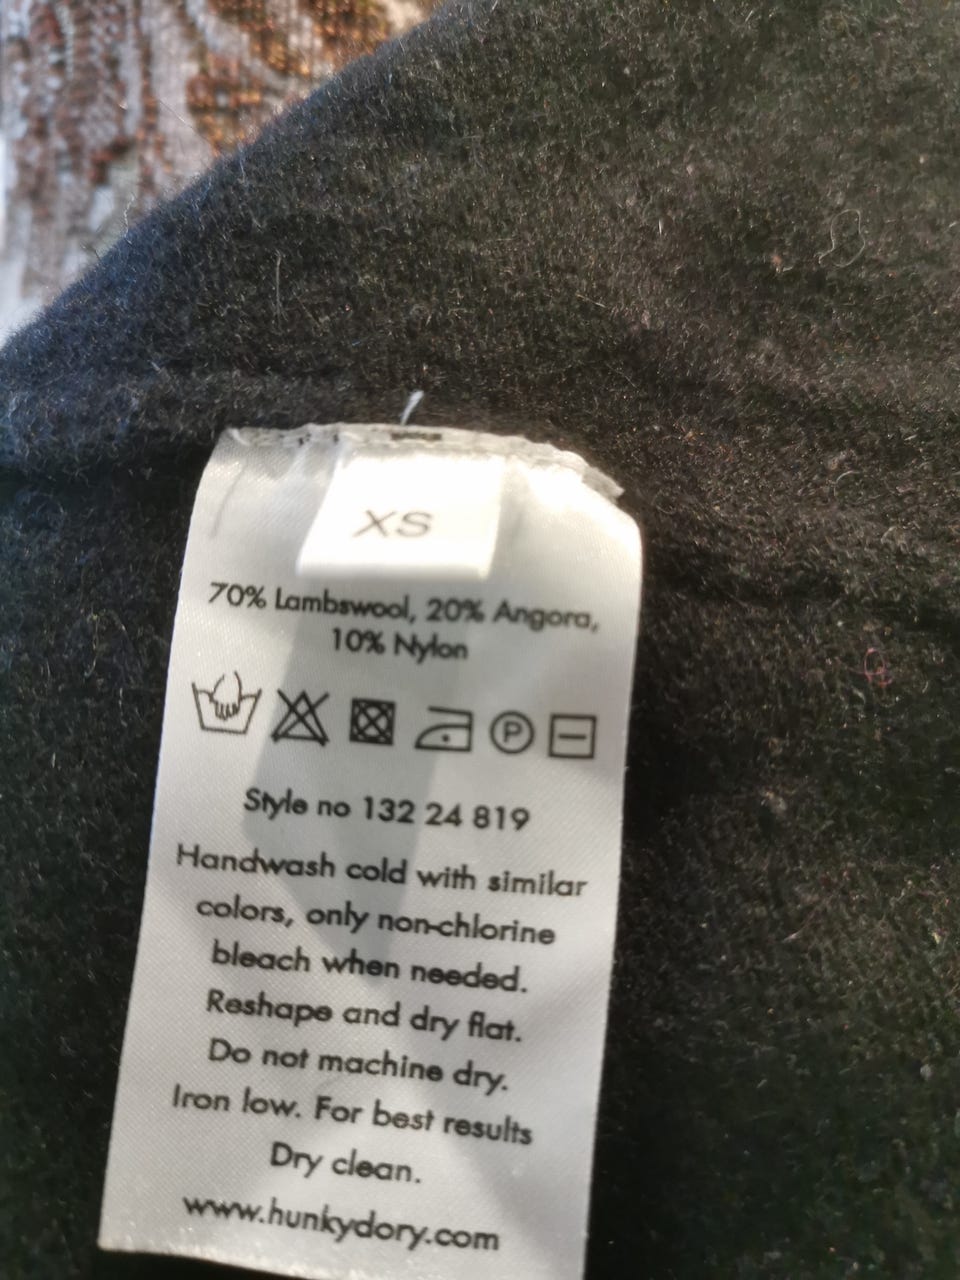 XS
70% Lambswool, 20% Angora,
10% Nylon
P
Style no 132 24 819
Handwash cold with similar
colors, only non-chlorine
bleach when needed.
Reshape and dry flat.
Do not machine dry.
Iron low. For best results
Dry clean.
www.hunkydory.com